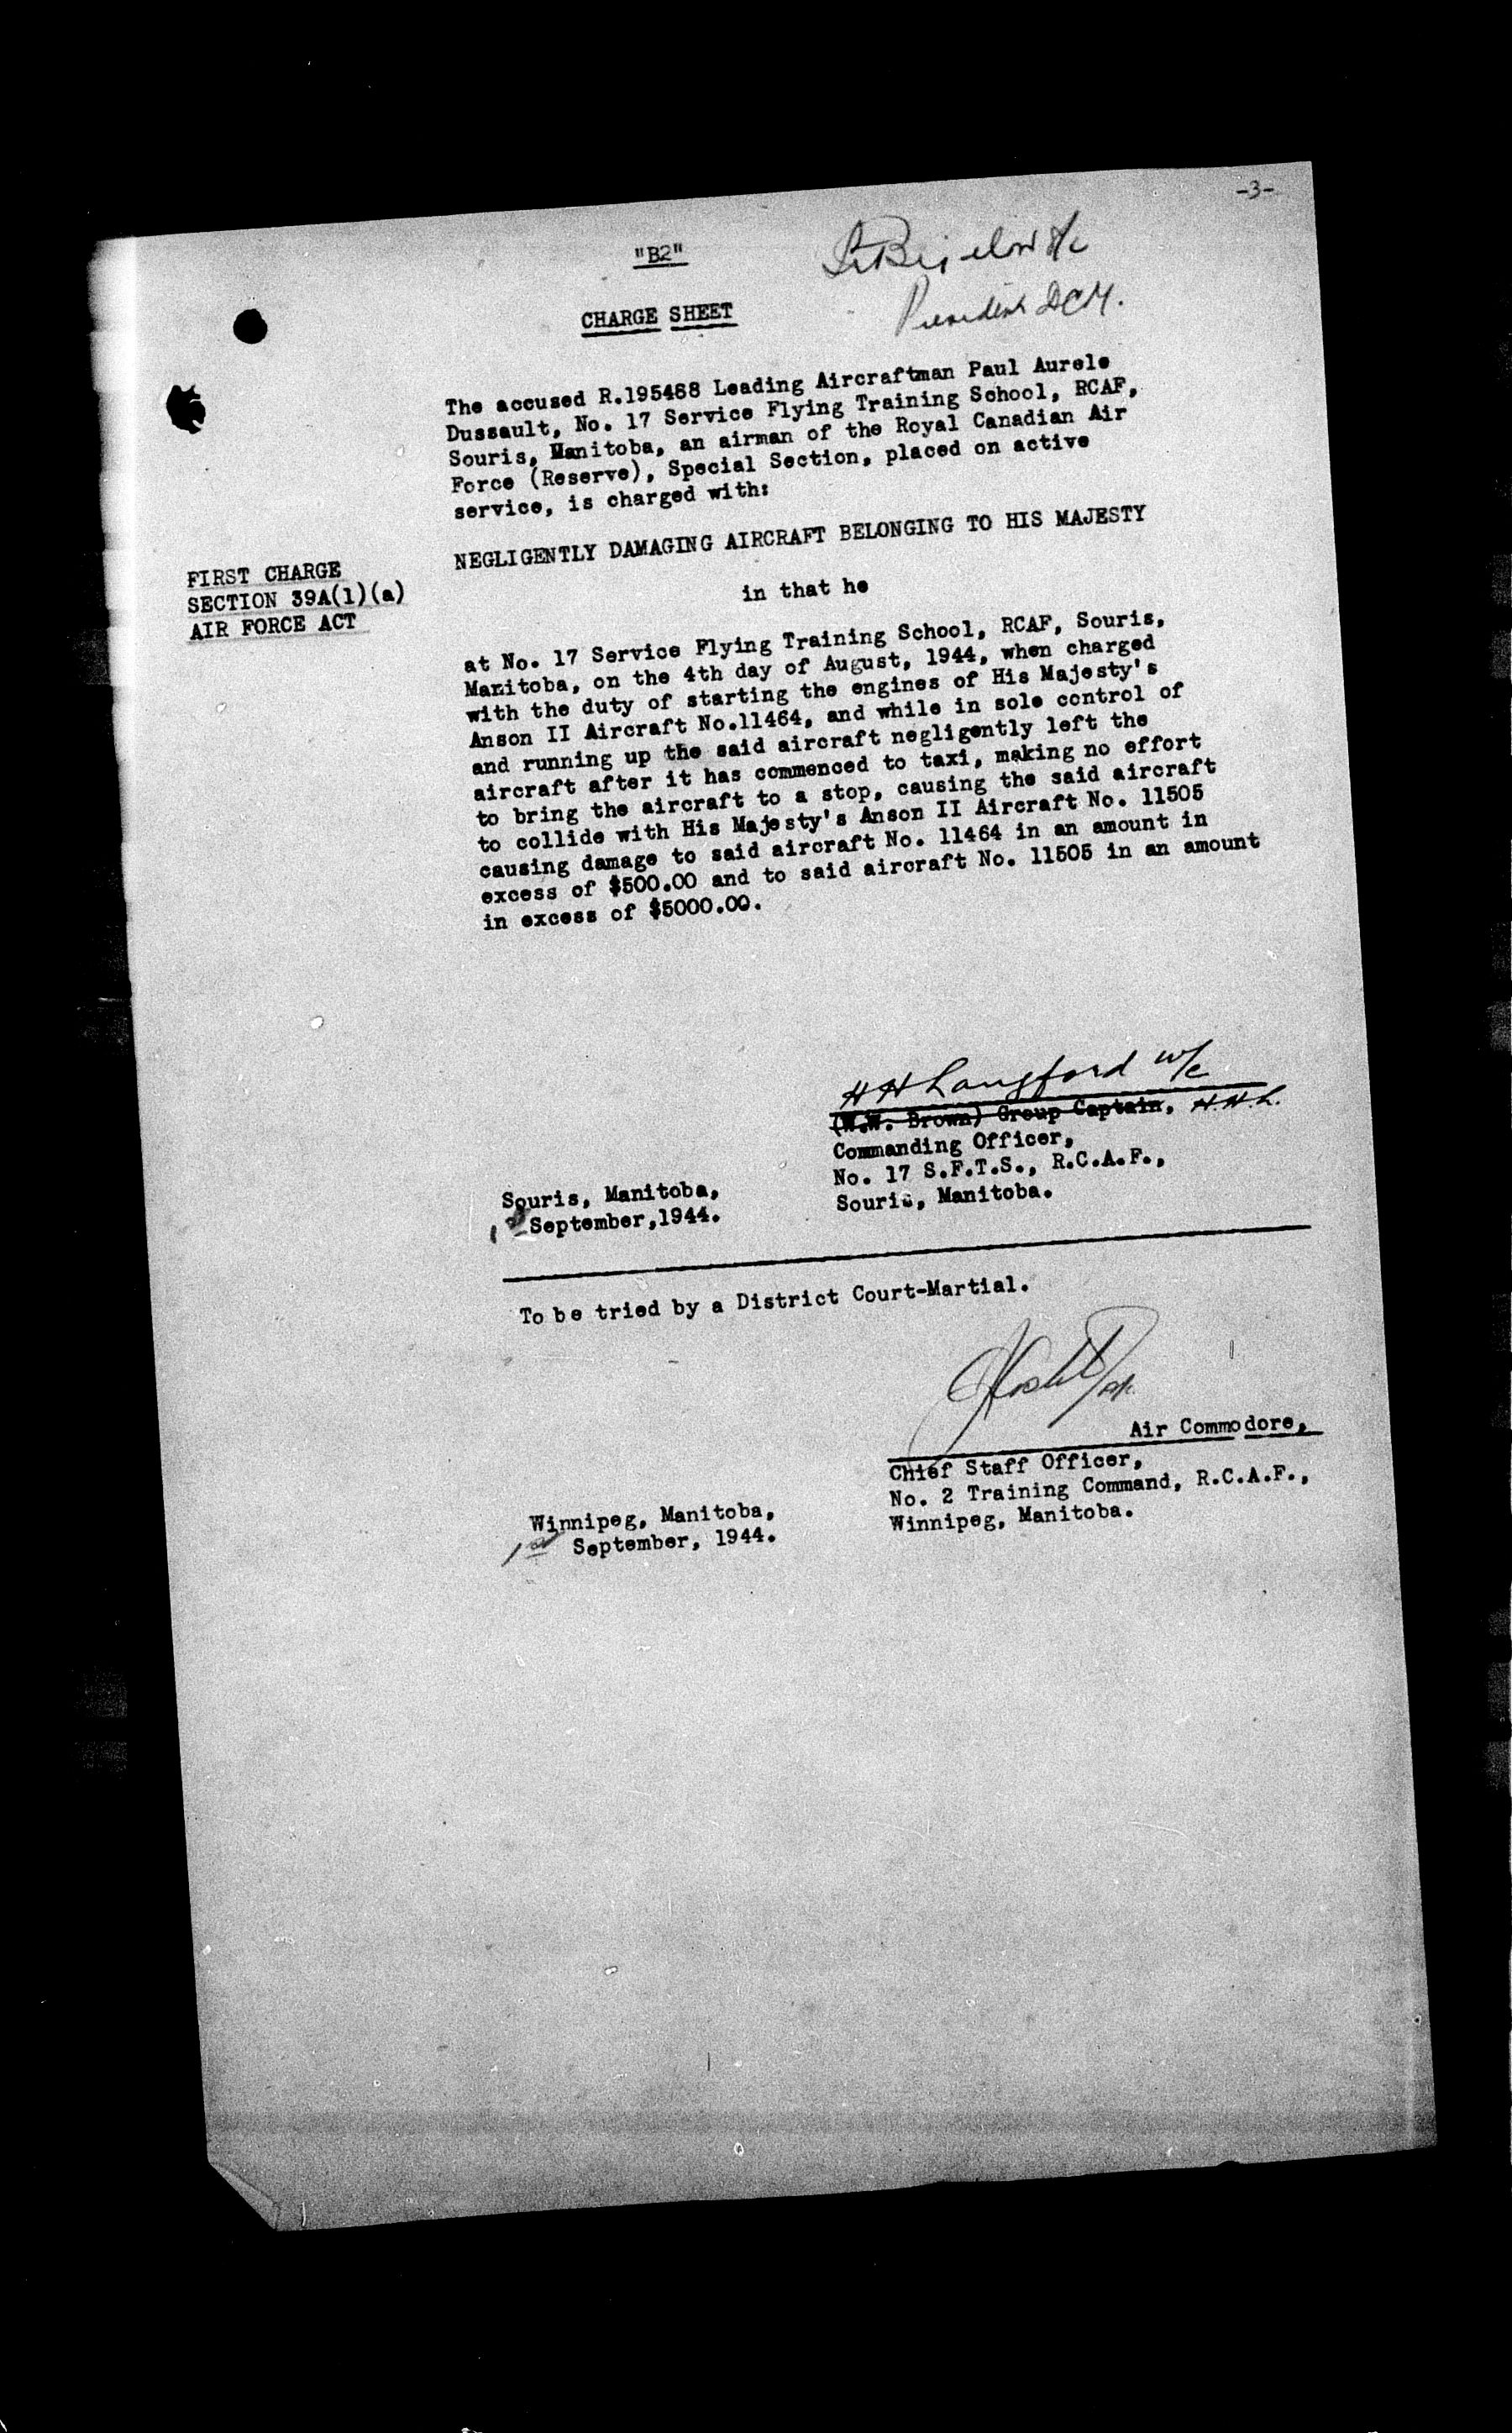 -3-
"B2"
Bigelow S/L
President DCM.
CHARGE SHEET
The accused R.195488 Leading Aircraftman Paul Aurele
Dussault, No. 17 Service Flying Training School, RCAF,
Souris, Manitoba, an airman of the Royal Canadian Air
Force (Reserve), Special Section, placed on active
service, is charged with:
FIRST CHARGE
SECTION 39A(1)(a)
AIR FORCE ACT
NEGLIGENTLY DAMAGING AIRCRAFT BELONGING TO HIS MAJESTY
in that he
at No. 17 Service Flying Training School, RCAF, Souris,
Manitoba, on the 4th day of August, 1944, when charged
with the duty of starting the engines of His Majesty's
Anson II Aircraft No.11464, and while in sole control of
and running up the said aircraft negligently left the
aircraft after it has commenced to taxi, making no effort
to bring the aircraft to a stop, causing the said aircraft
to collide with His Majesty's Anson II Aircraft No. 11505
causing damage to said aircraft No. 11464 in an amount in
excess of $500.00 and to said aircraft No. 11505 in an amount
in excess of $5000.00.
HHLangford W/C
(W.W. Brown) Group Captain, H.H.L.
Commanding Officer,
No. 17 S.F.T.S., R.C.A.F.,
Souris, Manitoba.
Souris, Manitoba,
September,1944.
To be tried by a District Court-Martial.
Air Commodore,
Chief Staff Officer,
No. 2 Training Command, R.C.A.F.,
Winnipeg, Manitoba.
Winnipeg, Manitoba,
1st September, 1944.